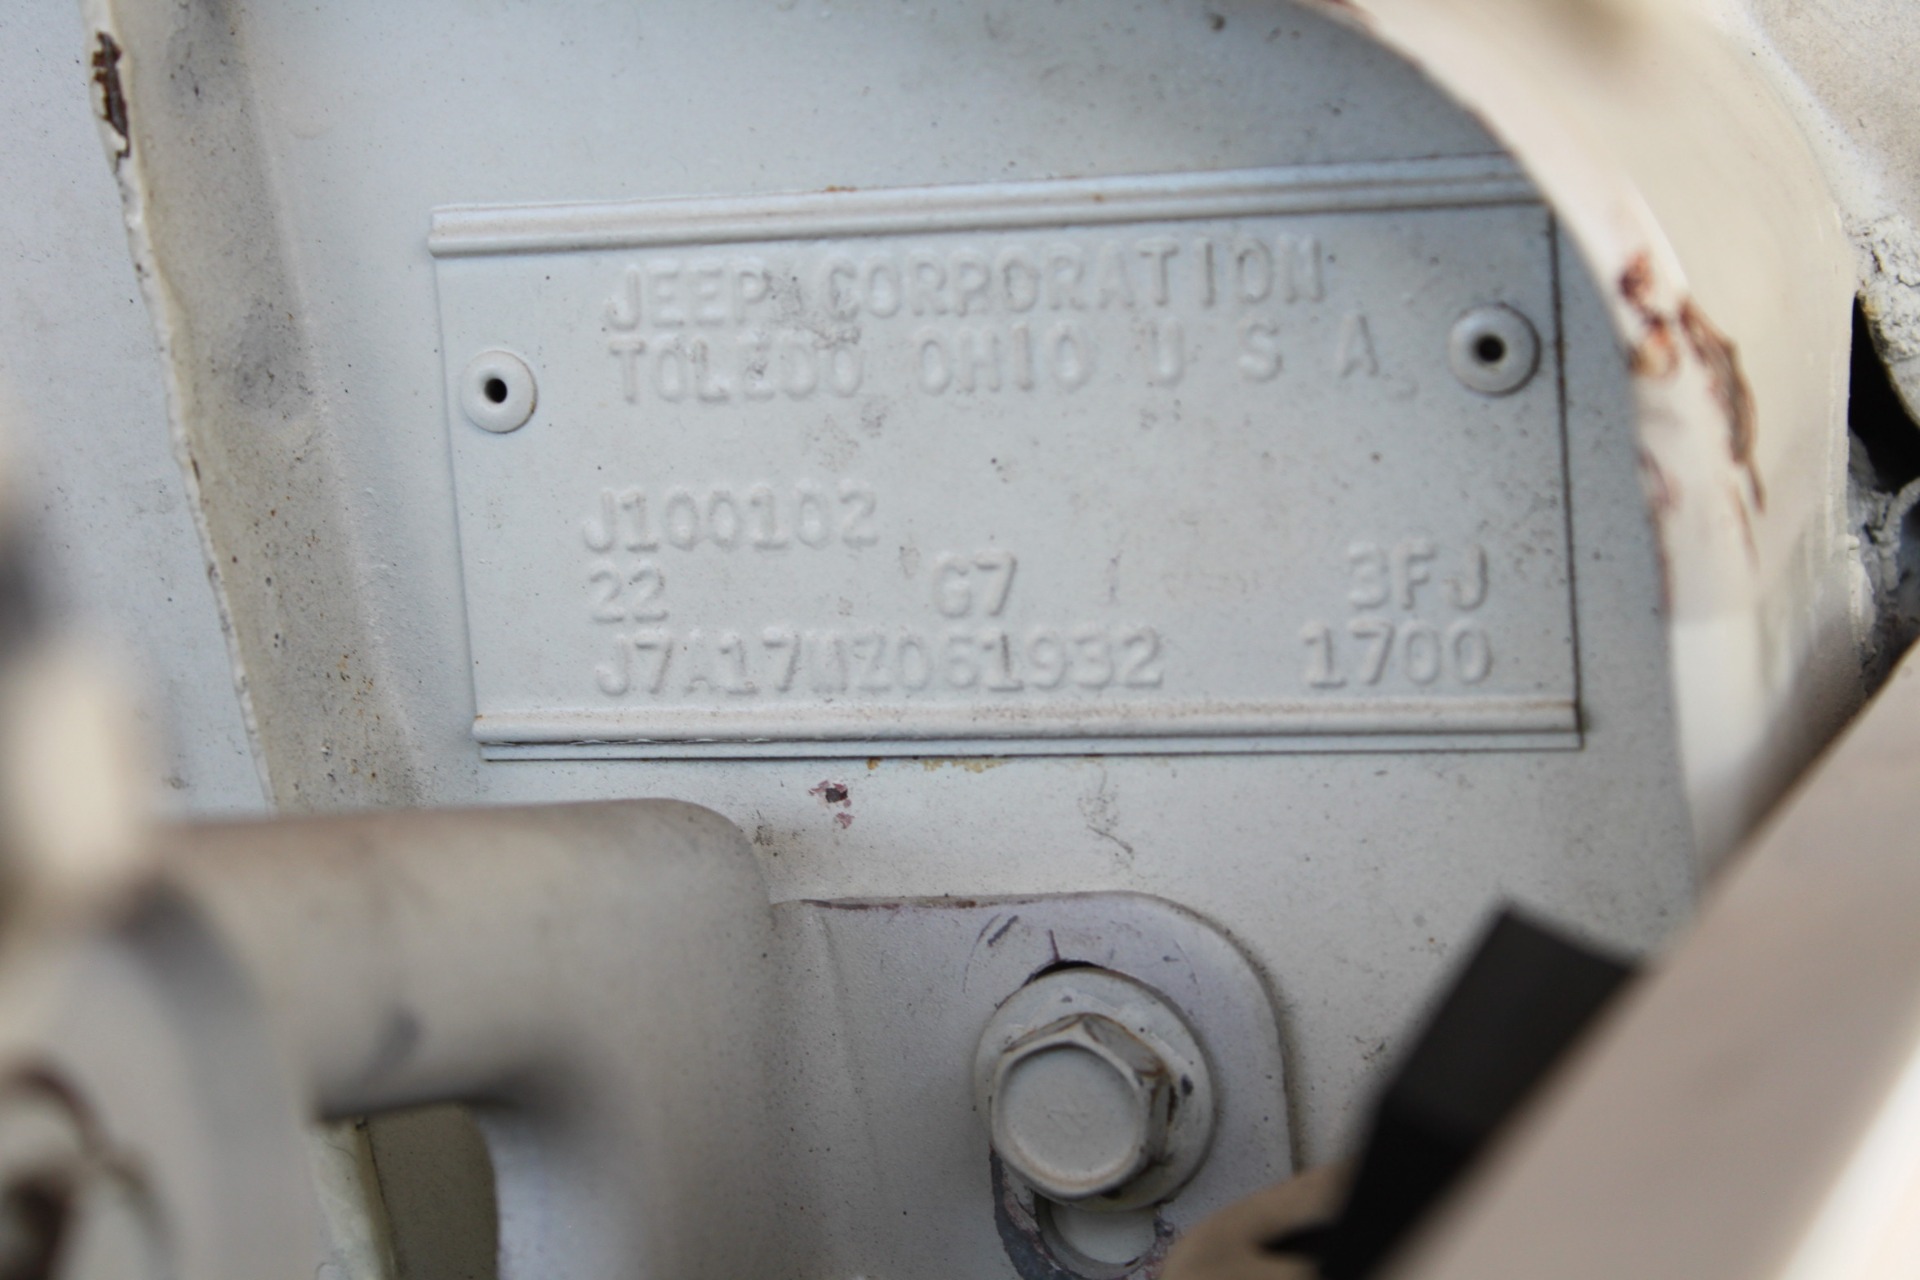 JEEP CORPORATION
TOLEDO OHIO U S A
J100102
22 G7 3FJ
J7A17MZ061932 1700